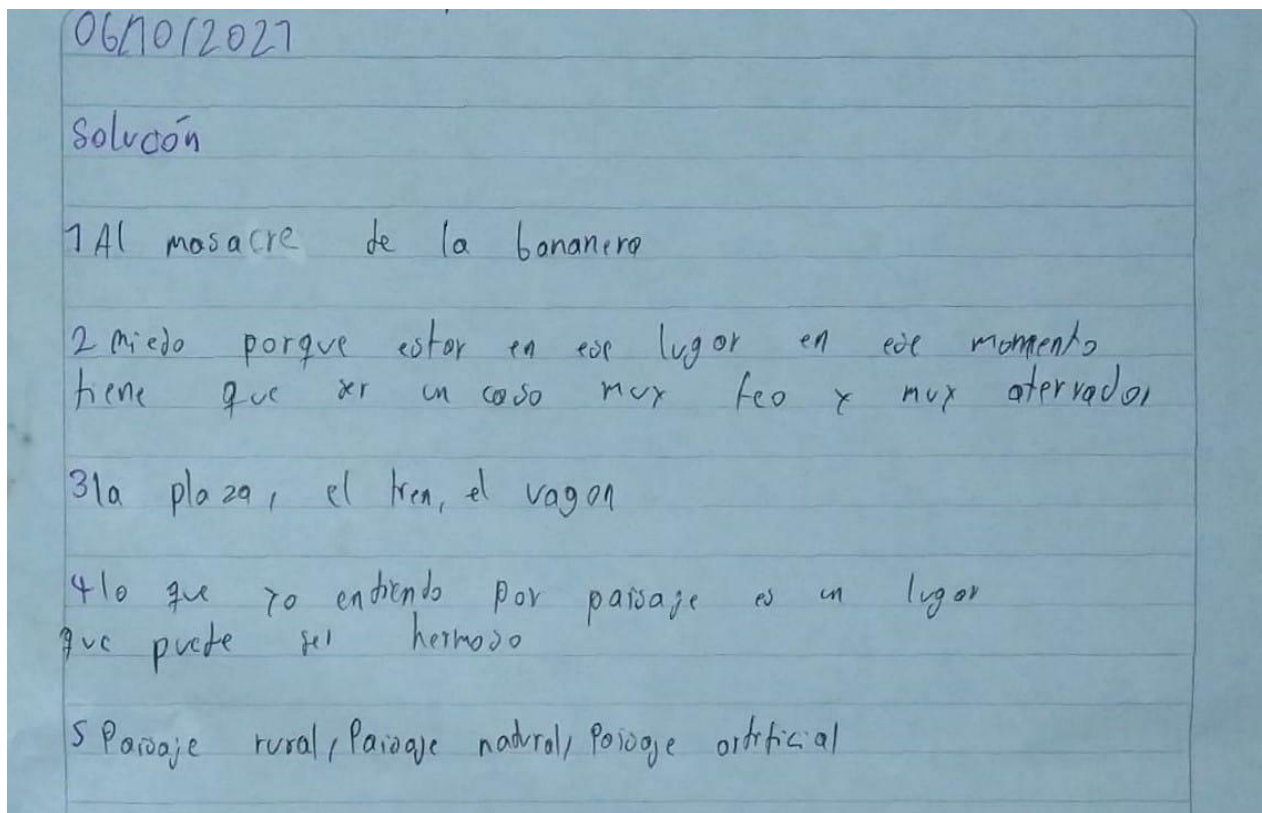 06/10/2021
Solución
1 Al masacre de la bananera
2 miedo porque estar en ese lugar en ese momento
tiene que ser un caso muy feo y muy aterrador
3 la plaza, el tren, el vagon
4 lo que yo entiendo por paisaje es un lugar
que puede ser hermoso
5 Paisaje rural, Paisaje natural, Paisaje artificial